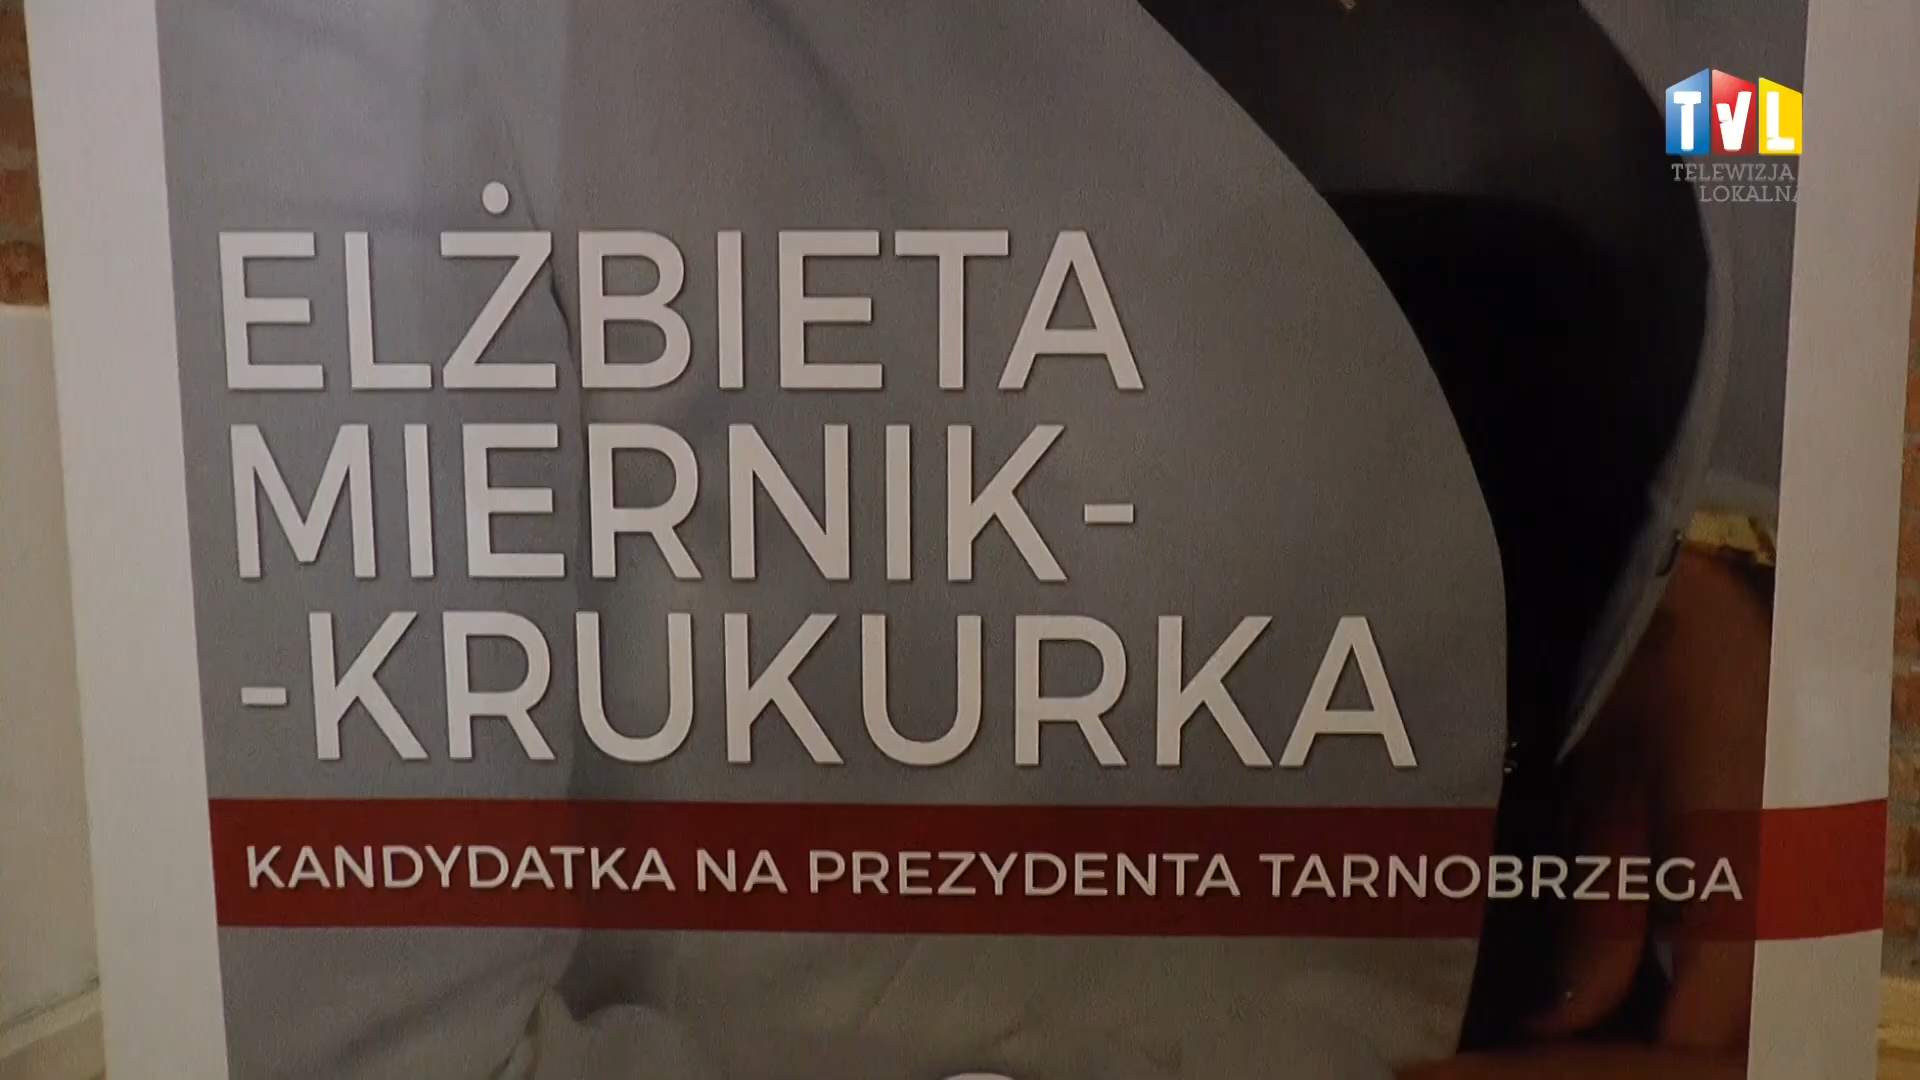 TVL
TELEWIZJA
LOKALNA
ELŻBIETA
MIERNIK-
-KRUKURKA
KANDYDATKA NA PREZYDENTA TARNOBRZEGA